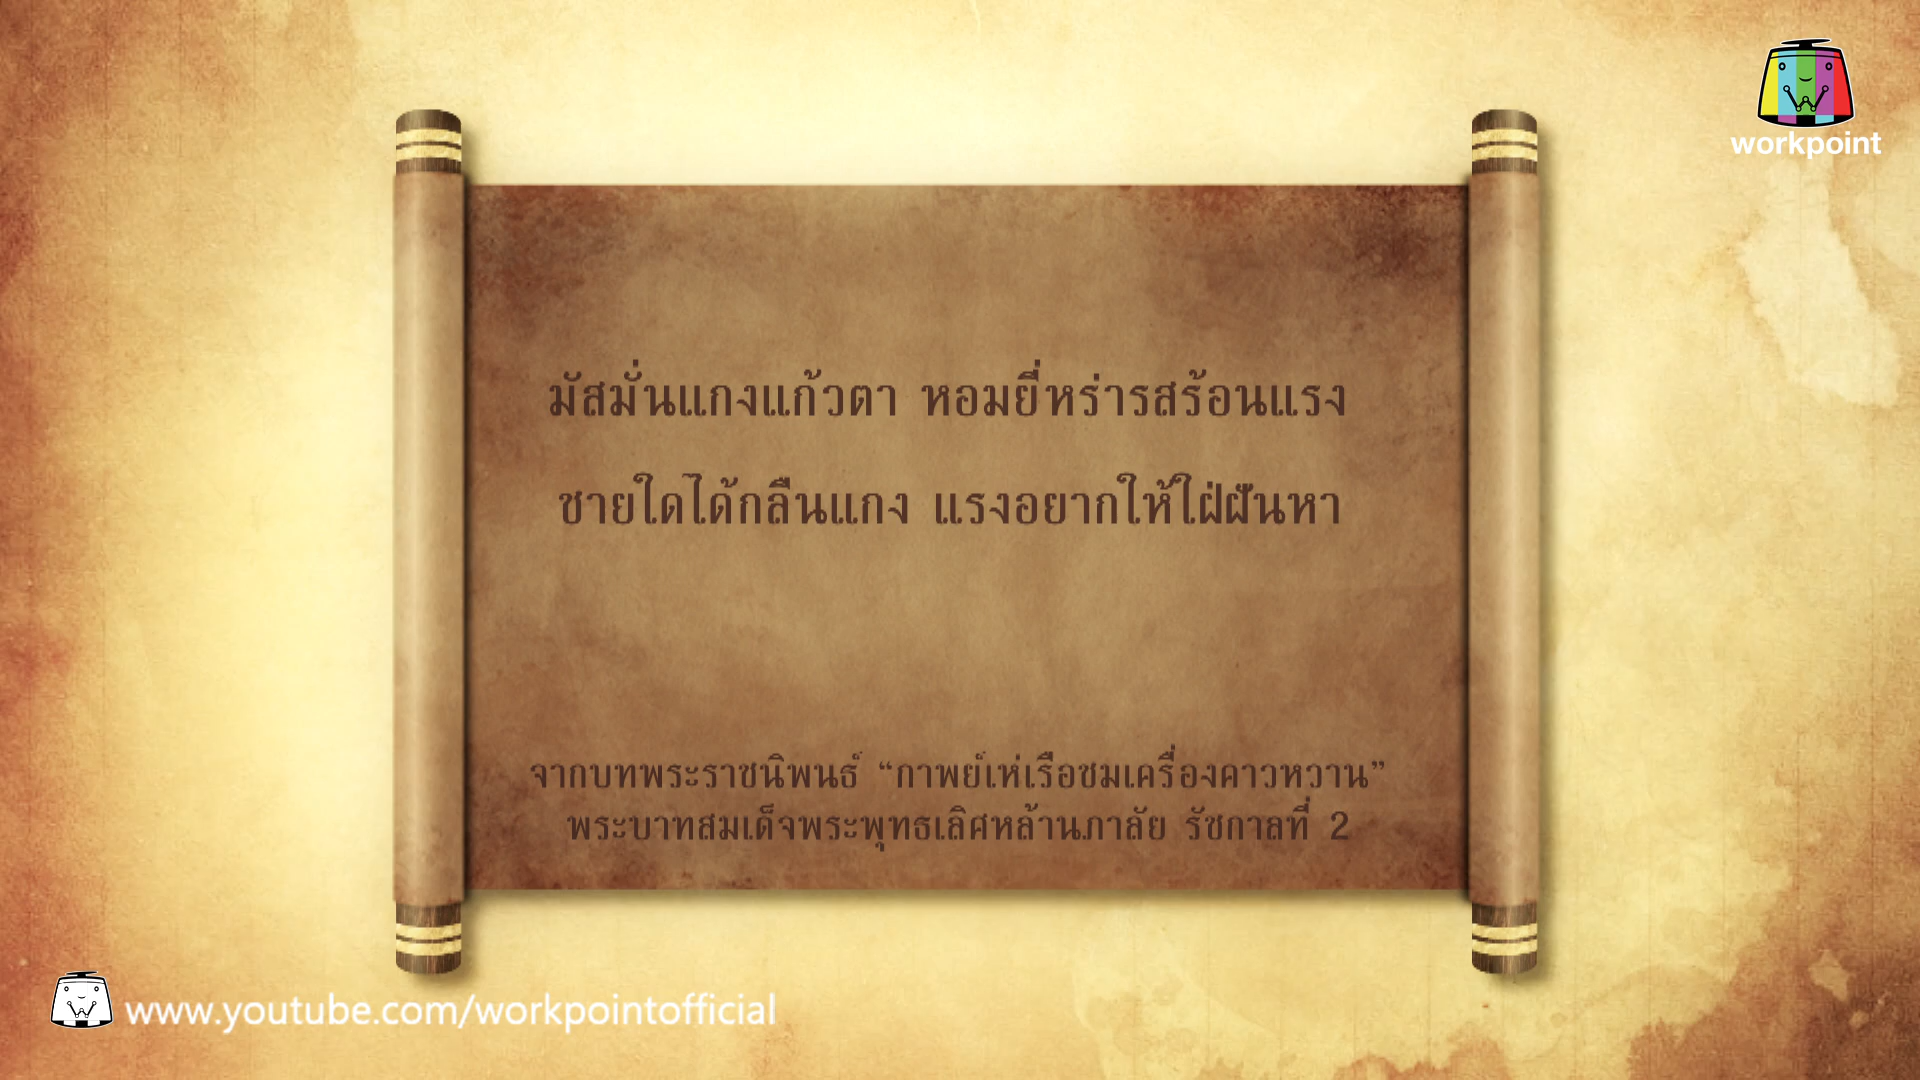 workpoint
มัสมั่นแกงแก้วตา หอมยี่หร่ารสร้อนแรง
ชายใดได้กลืนแกง แรงอยากให้ใฝ่ฝันหา
จากบทพระราชนิพนธ์ “กาพย์เห่เรือชมเครื่องคาวหวาน”
พระบาทสมเด็จพระพุทธเลิศหล้านภาลัย รัชกาลที่ 2
www.youtube.com/workpointofficial